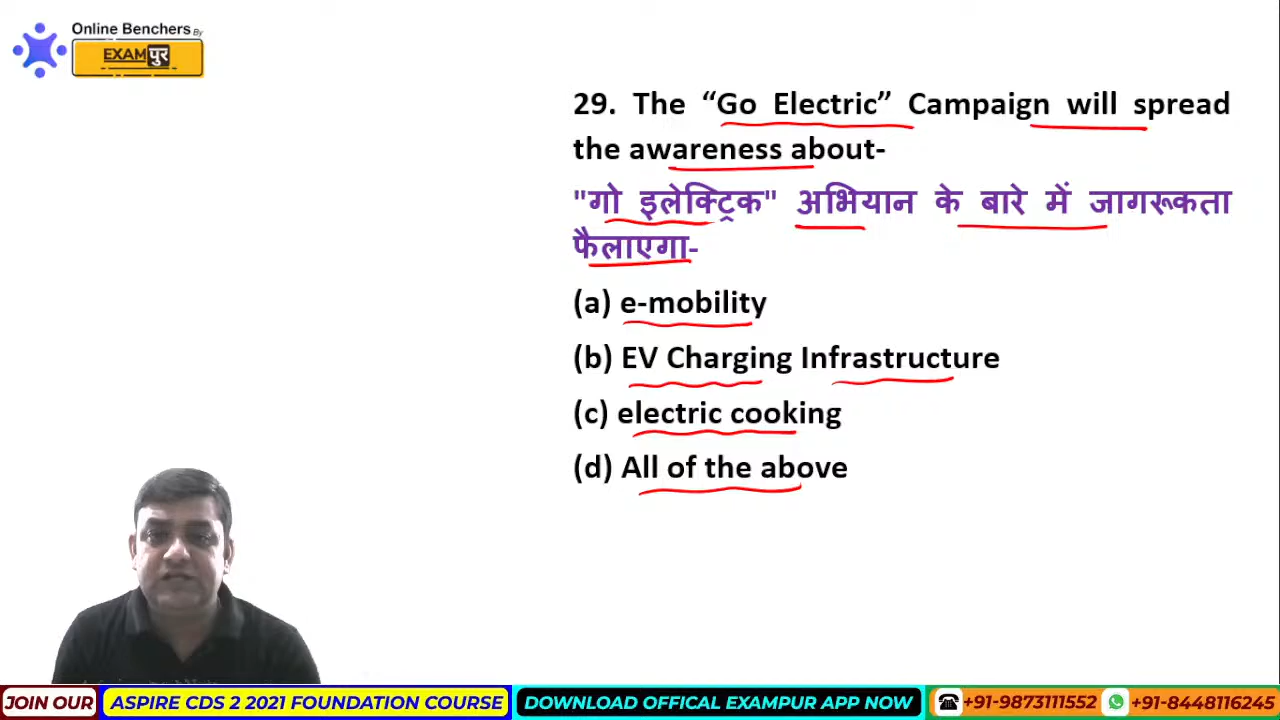 Online Benchers By
EXAMपुर
29. The “Go Electric” Campaign will spread
the awareness about-
"गो इलेक्ट्रिक" अभियान के बारे में जागरूकता
फैलाएगा-
(a) e-mobility
(b) EV Charging Infrastructure
(c) electric cooking
(d) All of the above
JOIN OUR ASPIRE CDS 2 2021 FOUNDATION COURSE DOWNLOAD OFFICAL EXAMPUR APP NOW +91-9873111552 +91-8448116245